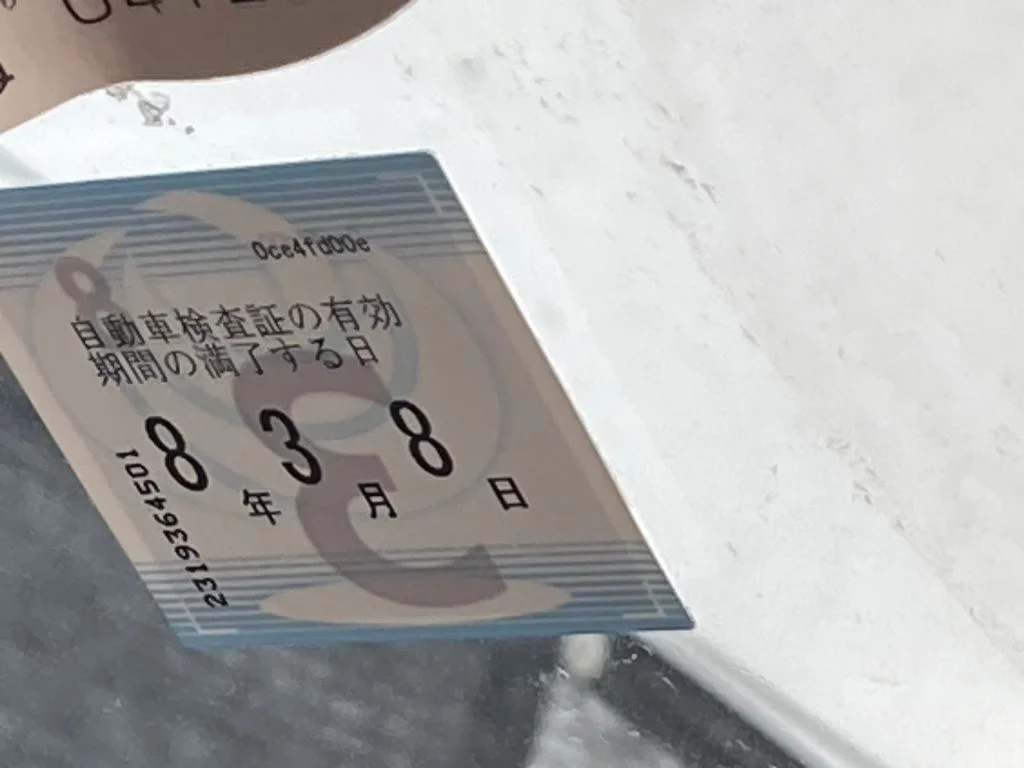 0ce4fd00e
自動車検査証の有効
期間の満了する日
8年 3月 8日
2319364501